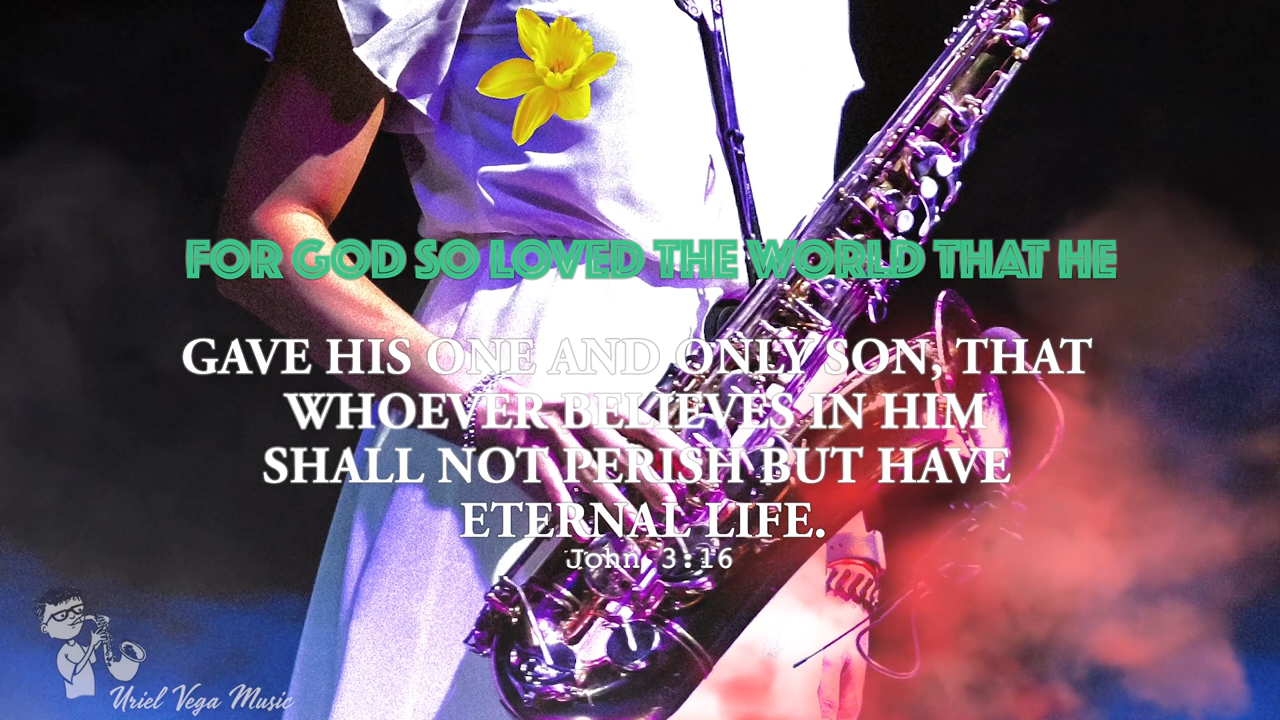 FOR GOD SO LOVED THE WORLD THAT HE
GAVE HIS ONE AND ONLY SON, THAT
WHOEVER BELIEVES IN HIM
SHALL NOT PERISH BUT HAVE
ETERNAL LIFE.
John 3:16
Uriel Vega Music